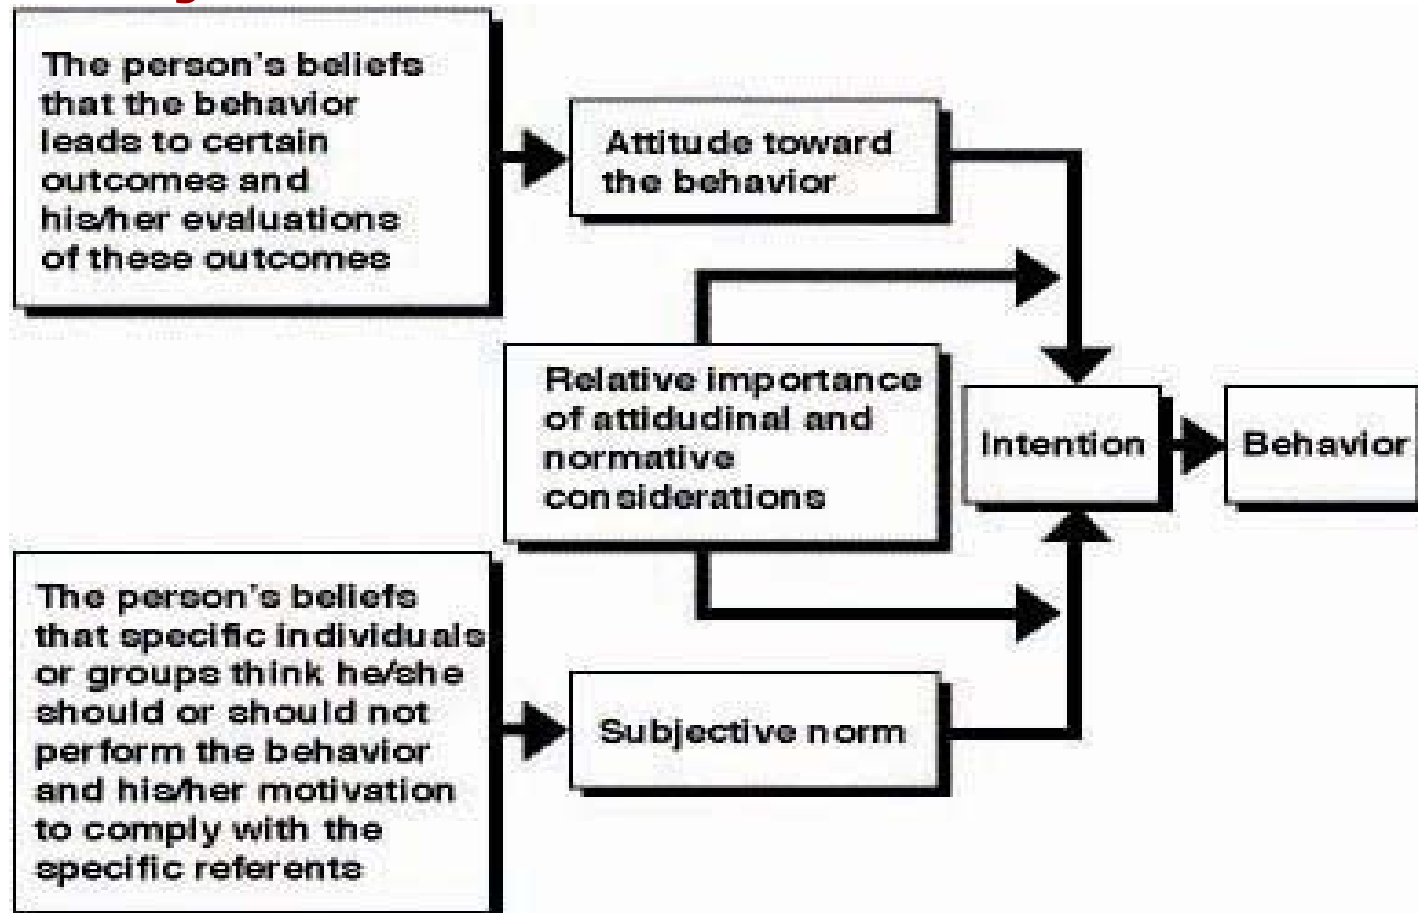 The person's beliefs
that the behavior
leads to certain
outcomes and
his/her evaluations
of these outcomes
Attitude toward
the behavior
Relative importance
of attidudinal and
normative
considerations
Intention
Behavior
The person's beliefs
that specific individuals
or groups think he/she
should or should not
perform the behavior
and his/her motivation
to comply with the
specific referents
Subjective norm